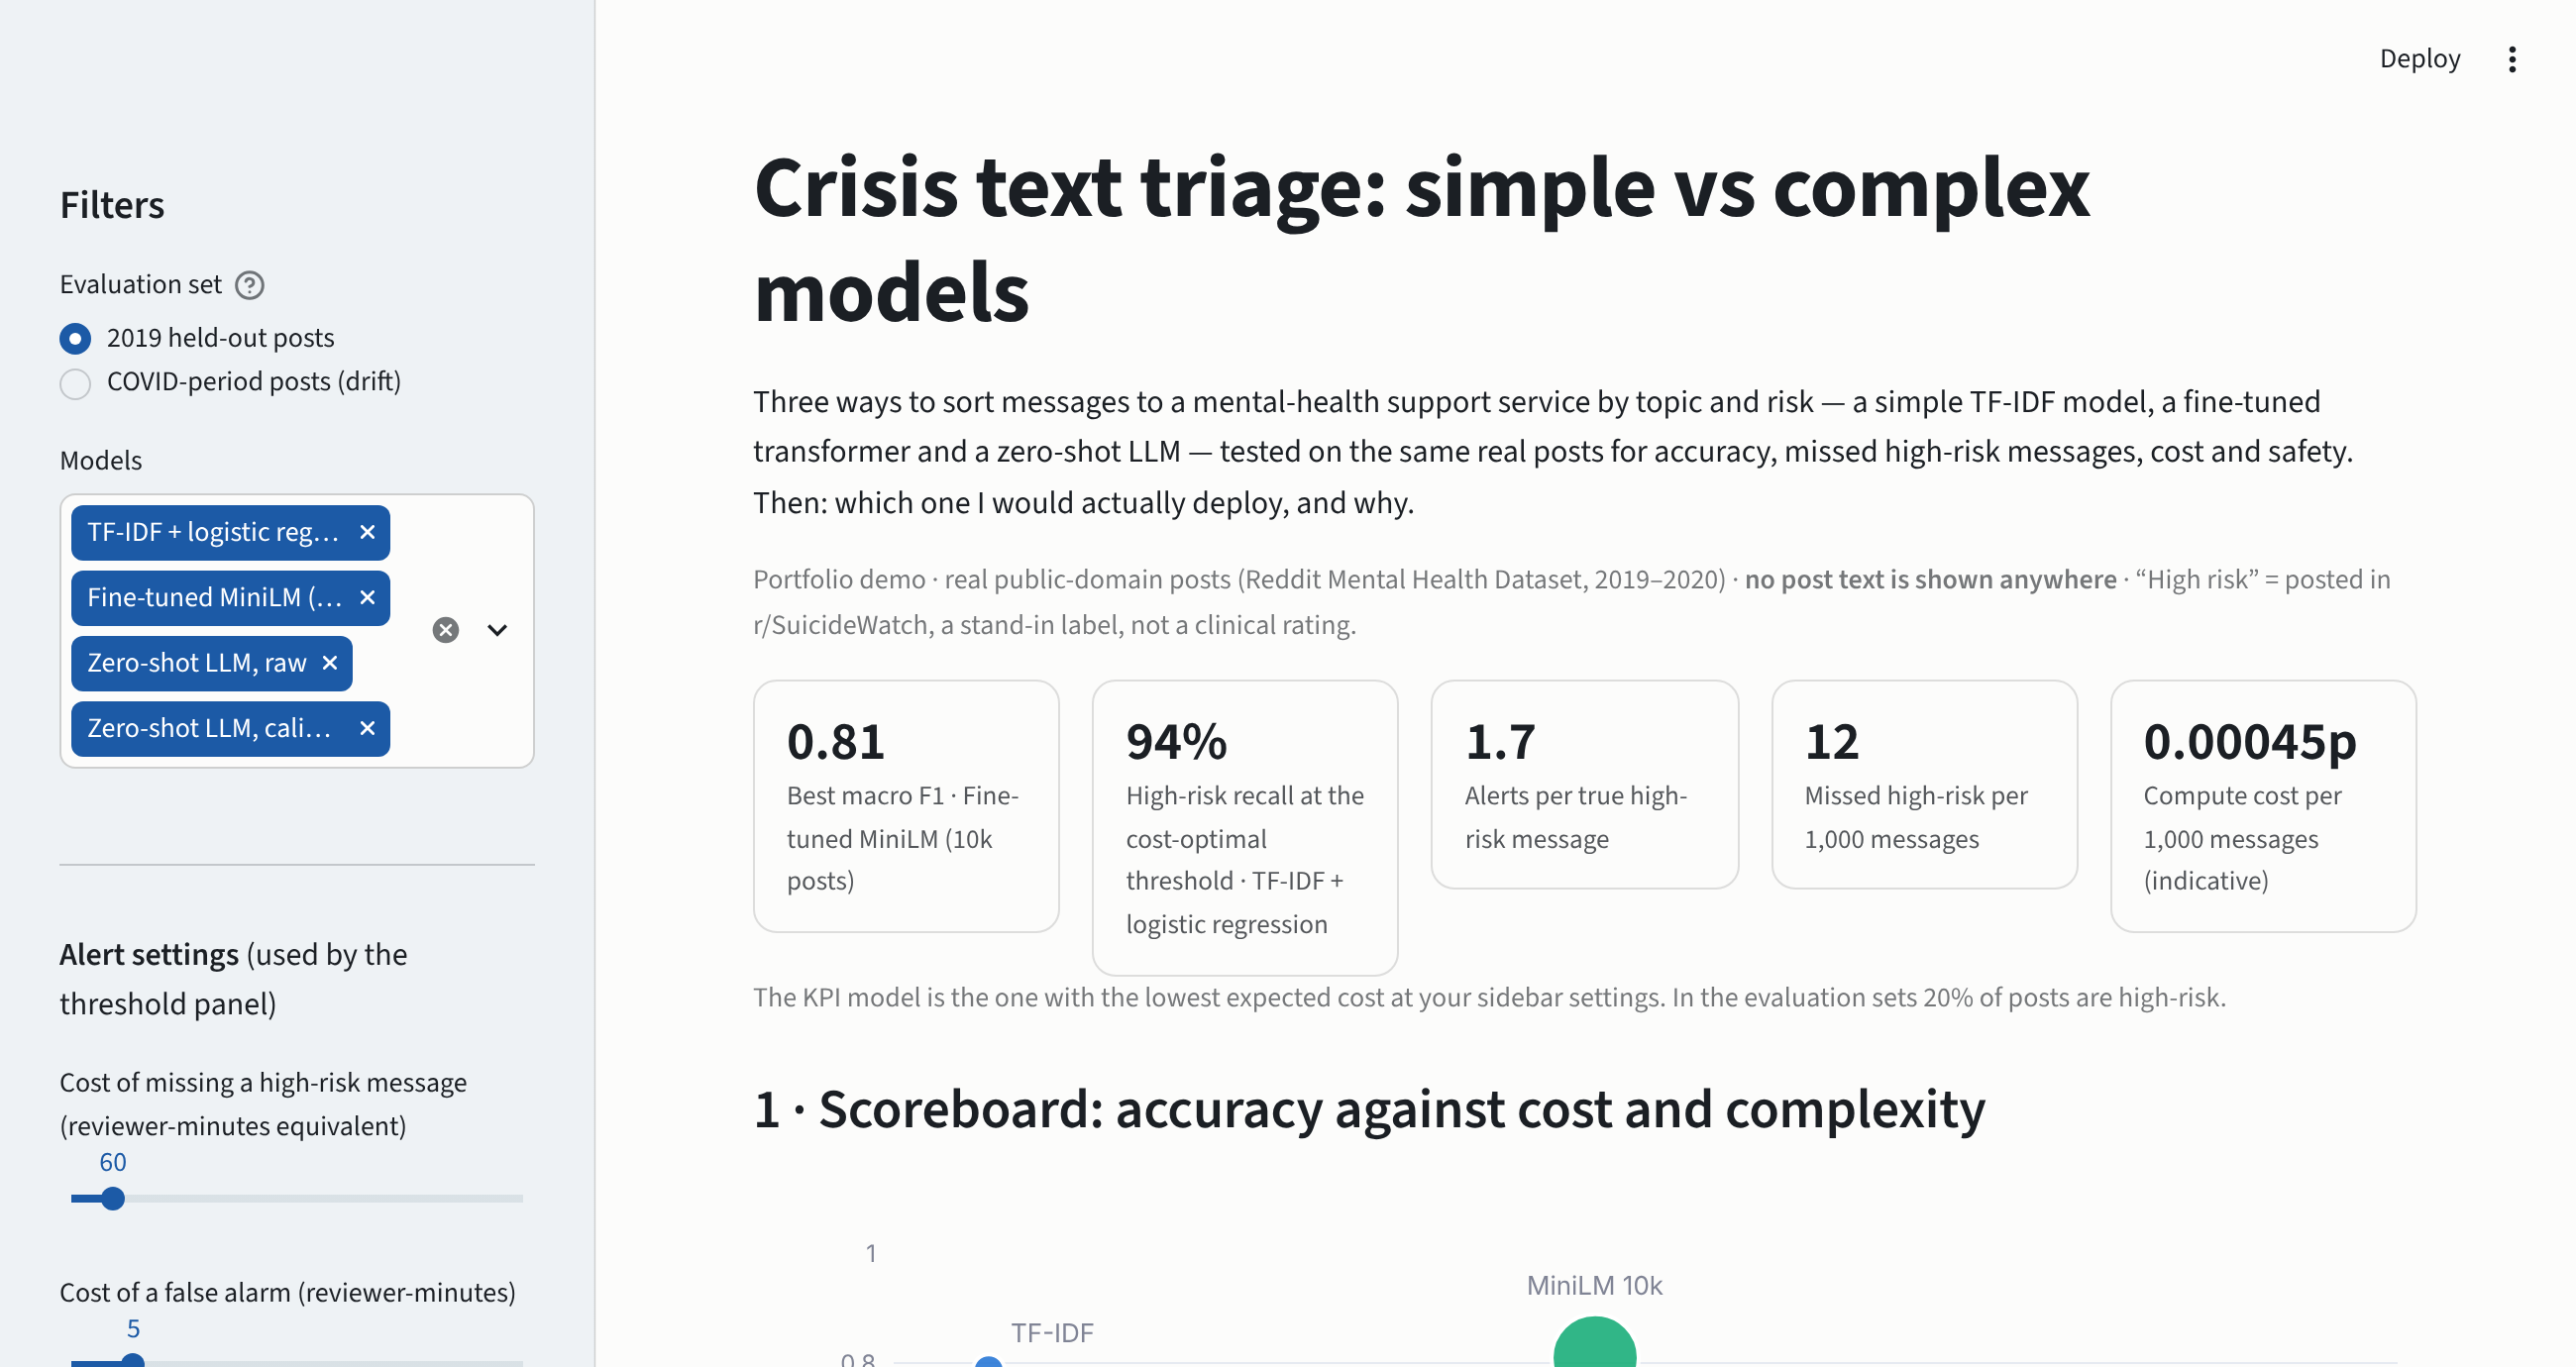 Deploy
Filters
Evaluation set
2019 held-out posts
COVID-period posts (drift)
Models
TF-IDF + logistic reg…
Fine-tuned MiniLM (…
Zero-shot LLM, raw
Zero-shot LLM, cali…
Alert settings (used by the
threshold panel)
Cost of missing a high-risk message
(reviewer-minutes equivalent)
60
Cost of a false alarm (reviewer-minutes)
5
Crisis text triage: simple vs complex
models
Three ways to sort messages to a mental-health support service by topic and risk — a simple TF-IDF model, a fine-tuned
transformer and a zero-shot LLM — tested on the same real posts for accuracy, missed high-risk messages, cost and safety.
Then: which one I would actually deploy, and why.
Portfolio demo · real public-domain posts (Reddit Mental Health Dataset, 2019–2020) · no post text is shown anywhere · “High risk” = posted in
r/SuicideWatch, a stand-in label, not a clinical rating.
0.81
Best macro F1 · Fine-
tuned MiniLM (10k
posts)
94%
High-risk recall at the
cost-optimal
threshold · TF-IDF +
logistic regression
1.7
Alerts per true high-
risk message
12
Missed high-risk per
1,000 messages
0.00045p
Compute cost per
1,000 messages
(indicative)
The KPI model is the one with the lowest expected cost at your sidebar settings. In the evaluation sets 20% of posts are high-risk.
1 · Scoreboard: accuracy against cost and complexity
1
MiniLM 10k
TF-IDF
0.8